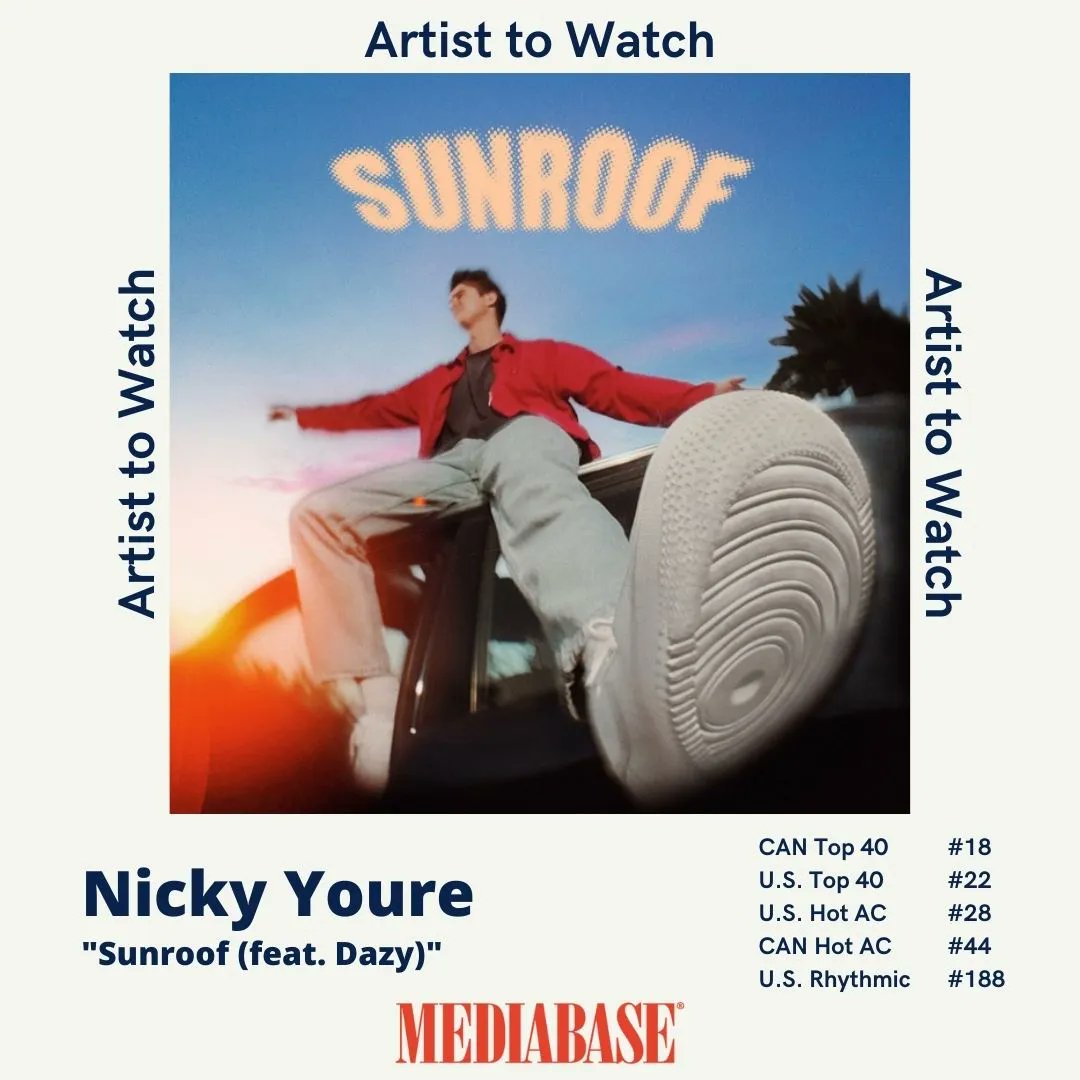 Artist to Watch
SUNROOF
Artist to Watch
Artist to Watch
Nicky Youre
"Sunroof (feat. Dazy)"
CAN Top 40 #18
U.S. Top 40 #22
U.S. Hot AC #28
CAN Hot AC #44
U.S. Rhythmic #188
MEDIABASE®